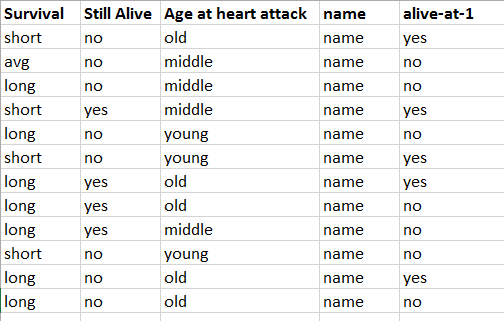 Survival Still Alive Age at heart attack name alive-at-1
short no old name yes
avg no middle name no
long no middle name no
short yes middle name yes
long no young name no
short no young name yes
long yes old name yes
long yes old name no
long yes middle name no
short no young name no
long no old name yes
long no old name no